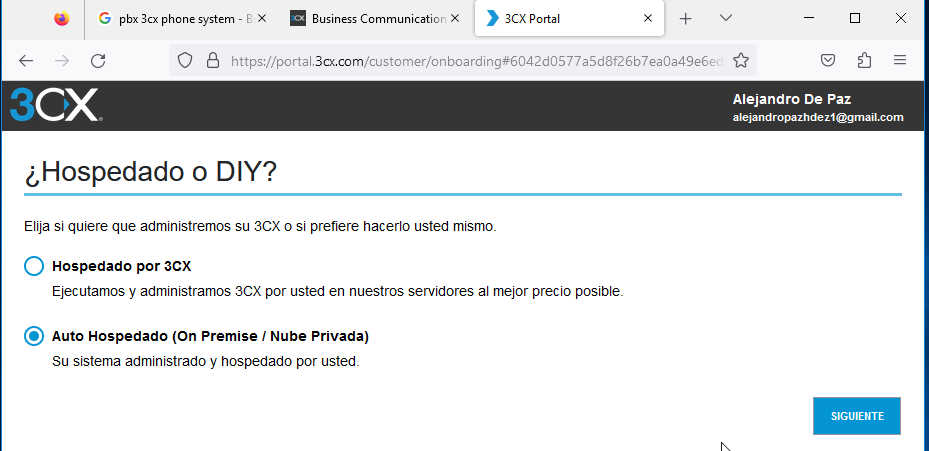 pbx 3cx phone system - B
Business Communication
3CX Portal
https://portal.3cx.com/customer/onboarding#6042d0577a5d8f26b7ea0a49e6ed
3CX
Alejandro De Paz
alejandropazhdez1@gmail.com
¿Hospedado o DIY?
Elija si quiere que administremos su 3CX o si prefiere hacerlo usted mismo.
Hospedado por 3CX
Ejecutamos y administramos 3CX por usted en nuestros servidores al mejor precio posible.
Auto Hospedado (On Premise / Nube Privada)
Su sistema administrado y hospedado por usted.
SIGUIENTE